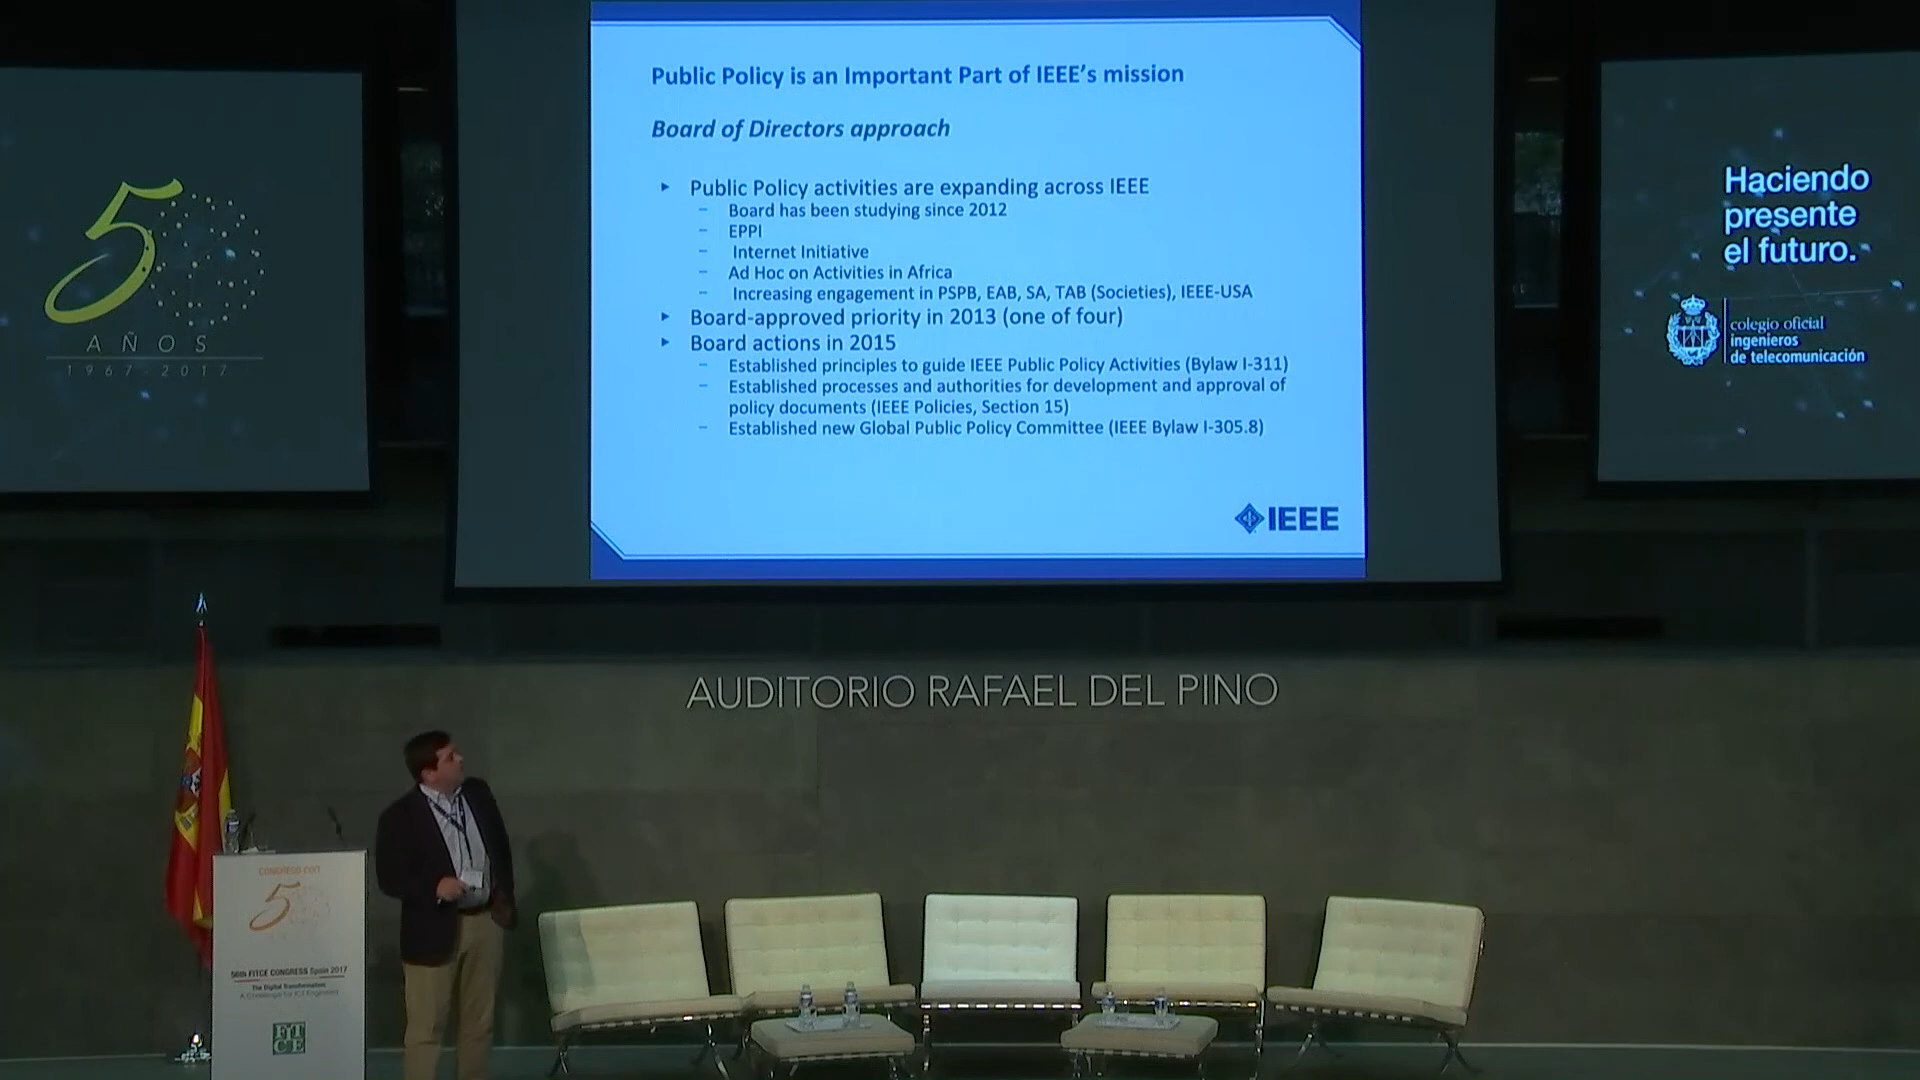 Public Policy is an Important Part of IEEE's mission
Board of Directors approach
Public Policy activities are expanding across IEEE
Board has been studying since 2012
EPPI
Internet Initiative
Ad Hoc on Activities in Africa
Increasing engagement in PSPB, EAB, SA, TAB (Societies), IEEE-USA
Board-approved priority in 2013 (one of four)
Board actions in 2015
Established principles to guide IEEE Public Policy Activities (Bylaw I-311)
Established processes and authorities for development and approval of
policy documents (IEEE Policies, Section 15)
Established new Global Public Policy Committee (IEEE Bylaw I-305.8)
IEEE
50
AÑOS
1967-2017
Haciendo
presente
el futuro.
colegio oficial
ingenieros
de telecomunicación
AUDITORIO RAFAEL DEL PINO
50
56th FITCE CONGRESS Spain 2017
The Digital Transformation:
A Challenge for ICT Engineers
FITCE